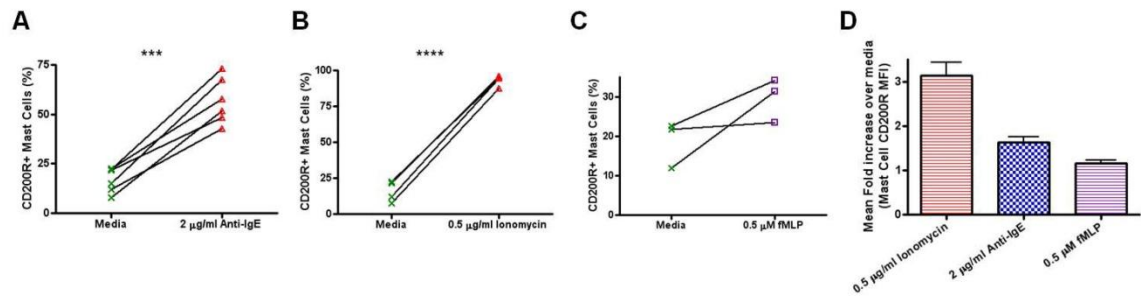 A
***
CD200R+ Mast Cells (%)
75
50
25
0
Media
2 µg/ml Anti-IgE
B
****
CD200R+ Mast Cells (%)
100
75
50
25
0
Media
0.5 µg/ml Ionomycin
C
CD200R+ Mast Cells (%)
30
20
10
0
Media
0.5 µM fMLP
D
Mean Fold increase over media
(Mast Cell CD200R MFI)
3
2
1
0
0.5 µg/ml Ionomycin
2 µg/ml Anti-IgE
0.5 µM fMLP